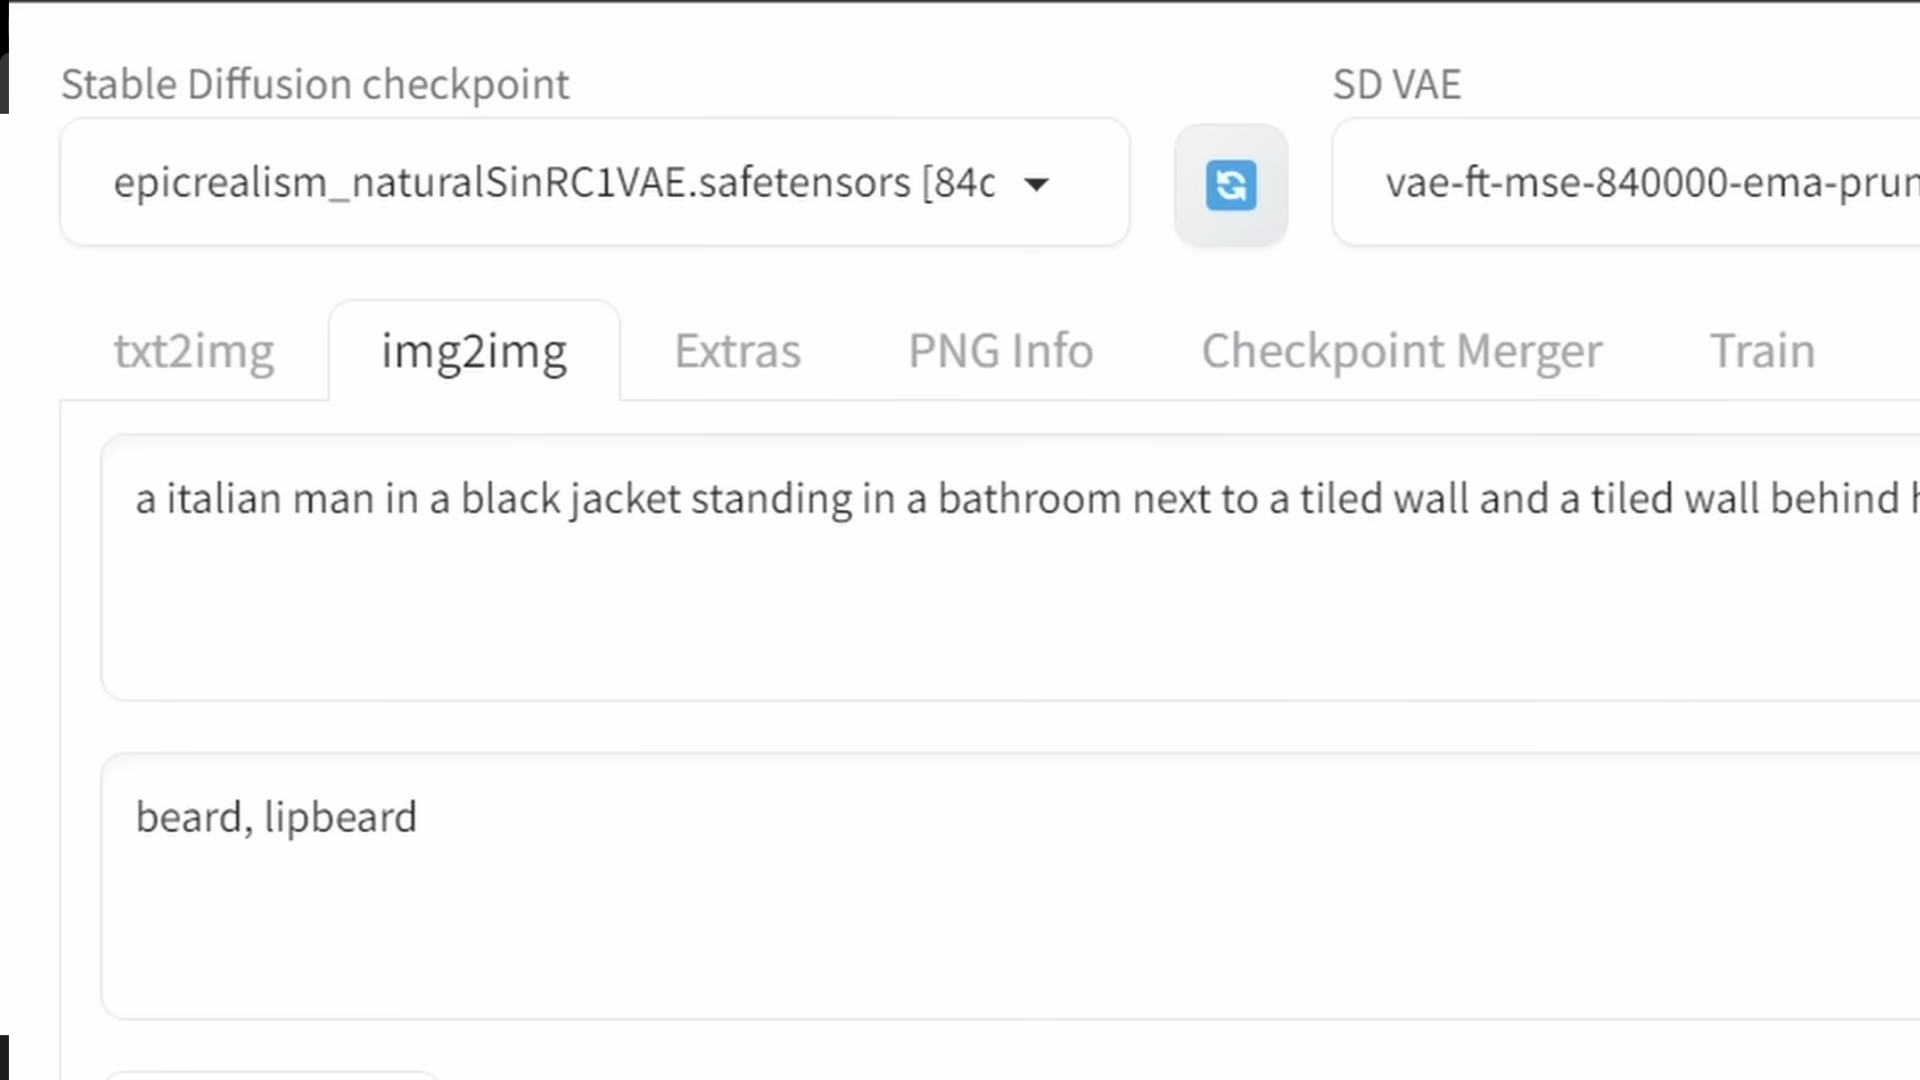 Stable Diffusion checkpoint
SD VAE
epicrealism_naturalSinRC1VAE.safetensors [84c
vae-ft-mse-840000-ema-prun
txt2img img2img Extras PNG Info Checkpoint Merger Train
a italian man in a black jacket standing in a bathroom next to a tiled wall and a tiled wall behind
beard, lipbeard